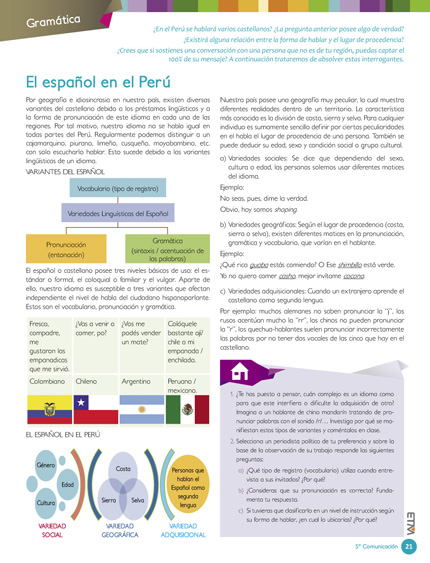 Gramática
¿En el Perú se hablará varios castellanos? ¿La pregunta anterior posee algo de verdad?
¿Existirá alguna relación entre la forma de hablar y el lugar de procedencia?
¿Crees que si sostienes una conversación con una persona que no es de tu región, puedas captar el
100% de su mensaje? A continuación trataremos de absolver estas interrogantes.
El español en el Perú
Por geografía e idiosincrasia en nuestro país, existen diversas
variantes del castellano debido a los préstamos lingüísticos y a
la forma de pronunciación de este idioma en cada una de las
regiones. Por tal motivo, nuestro idioma no se habla igual en
todas partes del Perú. Regularmente podemos distinguir a un
cajamarquino, piurano, limeño, cusqueño, moyobambino, etc.
con solo escucharlo hablar. Esto sucede debido a las variantes
lingüísticas de un idioma.
VARIANTES DEL ESPAÑOL
Vocabulario (tipo de registro)
Variedades Linguísticas del Español
Pronunciación
(entonación)
Gramática
(sintaxis / acentuación de
las palabras)
El español a castellano posee tres niveles básicos de uso: el es-
tándar o formal, el coloquial o familiar y el vulgar. Aparte de
ello, nuestro idioma es susceptible a tres variantes que afectan
independiente el nivel de habla del ciudadano hispanoparlante.
Estos son el vocabulario, pronunciación y gramática.
Fresco,
compadre,
me
gustaron las
empanadicas
que me sirvió.
¿Vas a venir a
comer, po?
¿Vos me
podés vender
un mate?
Colóquele
bastante ají/
chile a mi
empanada /
enchilada.
Colombiano
Chileno
Argentino
Peruano /
mexicano.
EL ESPAÑOL EN EL PERÚ
Género
Edad
Cultura
VARIEDAD
SOCIAL
Costa
Sierra
Selva
VARIEDAD
GEOGRÁFICA
Personas que
hablan el
Español como
segunda
lengua
VARIEDAD
ADQUISICIONAL
Nuestro país posee una geografía muy peculiar, la cual muestra
diferentes realidades dentro de un territorio. La característica
más conocida es la división de costa, sierra y selva. Para cualquier
individuo es sumamente sencillo definir por ciertas peculiaridades
en el habla el lugar de procedencia de una persona. También se
puede deducir su edad, sexo y condición social o grupo cultural.
a) Variedades sociales: Se dice que dependiendo del sexo,
cultura o edad, las personas solemos usar diferentes matices
del idioma.
Ejemplo:
No seas, pues, dime la verdad.
Obvio, hoy somos shaping.
b) Variedades geográficas: Según el lugar de procedencia (costa,
sierra o selva), existen diferentes matices en la pronunciación,
gramática y vocabulario, que varían en el hablante.
Ejemplo:
¿Qué rico guaba estás comiendo? O Ese shimbillo está verde.
Ya no quiero comer cashg, mejor invítame cocona.
c) Variedades adquisicionales: Cuando un extranjero aprende el
castellano como segunda lengua.
Por ejemplo: muchos alemanes no saben pronunciar la "j", los
rusos acentúan mucho la "rr", los chinos no pueden pronunciar
la "r", los quechua-hablantes suelen pronunciar incorrectamente
las palabras por no tener dos vocales de las cinco que hay en el
castellano.
1. ¿Te has puesto a pensar, cuán complejo es un idioma como
para que este interfiera o dificulte la adquisición de otro?
Imagina a un hablante de chino mandarín tratando de pro-
nunciar palabras con el sonido /r/... Investiga por qué se ma-
nifiestan estos tipos de variantes y coméntalas en clase.
2. Selecciona un periodista político de tu preferencia y sobre la
base de la observación de su trabajo responde las siguientes
preguntas:
a) ¿Qué tipo de registro (vocabulario) utiliza cuando entre-
vista a sus invitados? ¿Por qué?
b) ¿Consideras que su pronunciación es correcta? Funda-
menta tu respuesta.
c) Si tuvieras que clasificarlo en un nivel de instrucción según
su forma de hablar, ¿en cuál lo ubicarías? ¿Por qué?
5° Comunicación 21